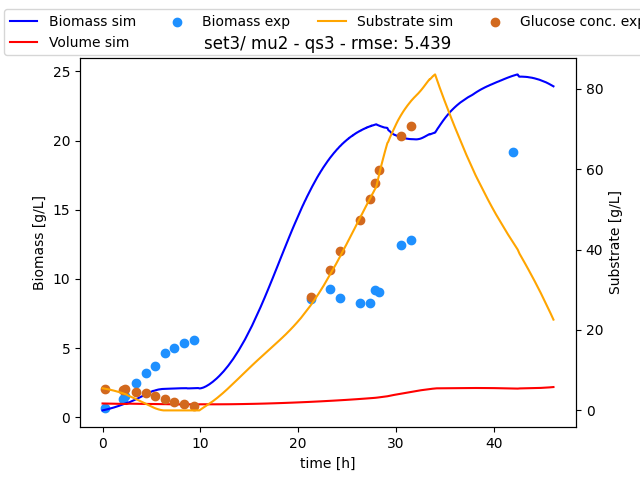 Biomass sim Biomass exp Substrate sim Glucose conc. exp
Volume sim
set3/ mu2 - qs3 - rmse: 5.439
25
20
15
10
5
0
Biomass [g/L]
80
60
40
20
0
Substrate [g/L]
0 10 20 30 40
time [h]